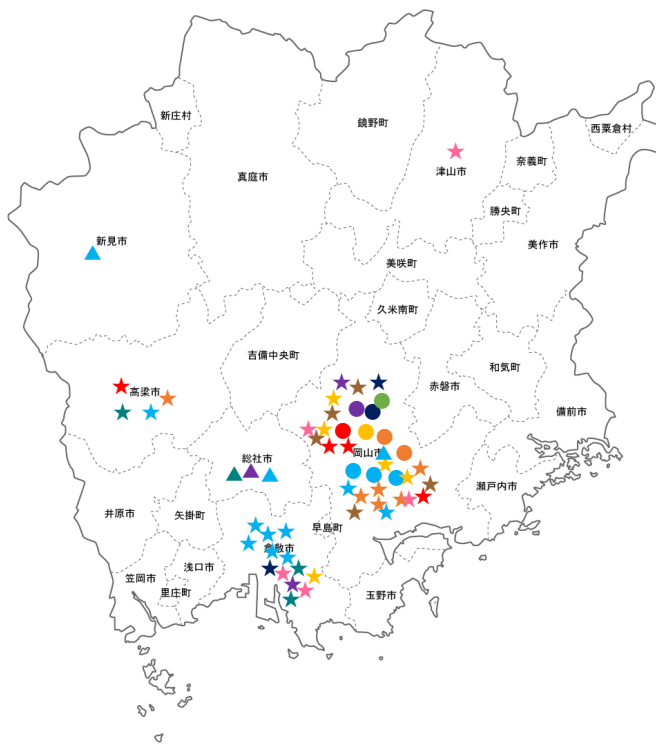 新庄村
鏡野町
西粟倉村
奈義町
真庭市
津山市
勝央町
新見市
美作市
美咲町
久米南町
吉備中央町
和気町
高梁市
赤磐市
備前市
岡山市
総社市
瀬戸内市
井原市
矢掛町
早島町
倉敷市
浅口市
笠岡市
里庄町
玉野市